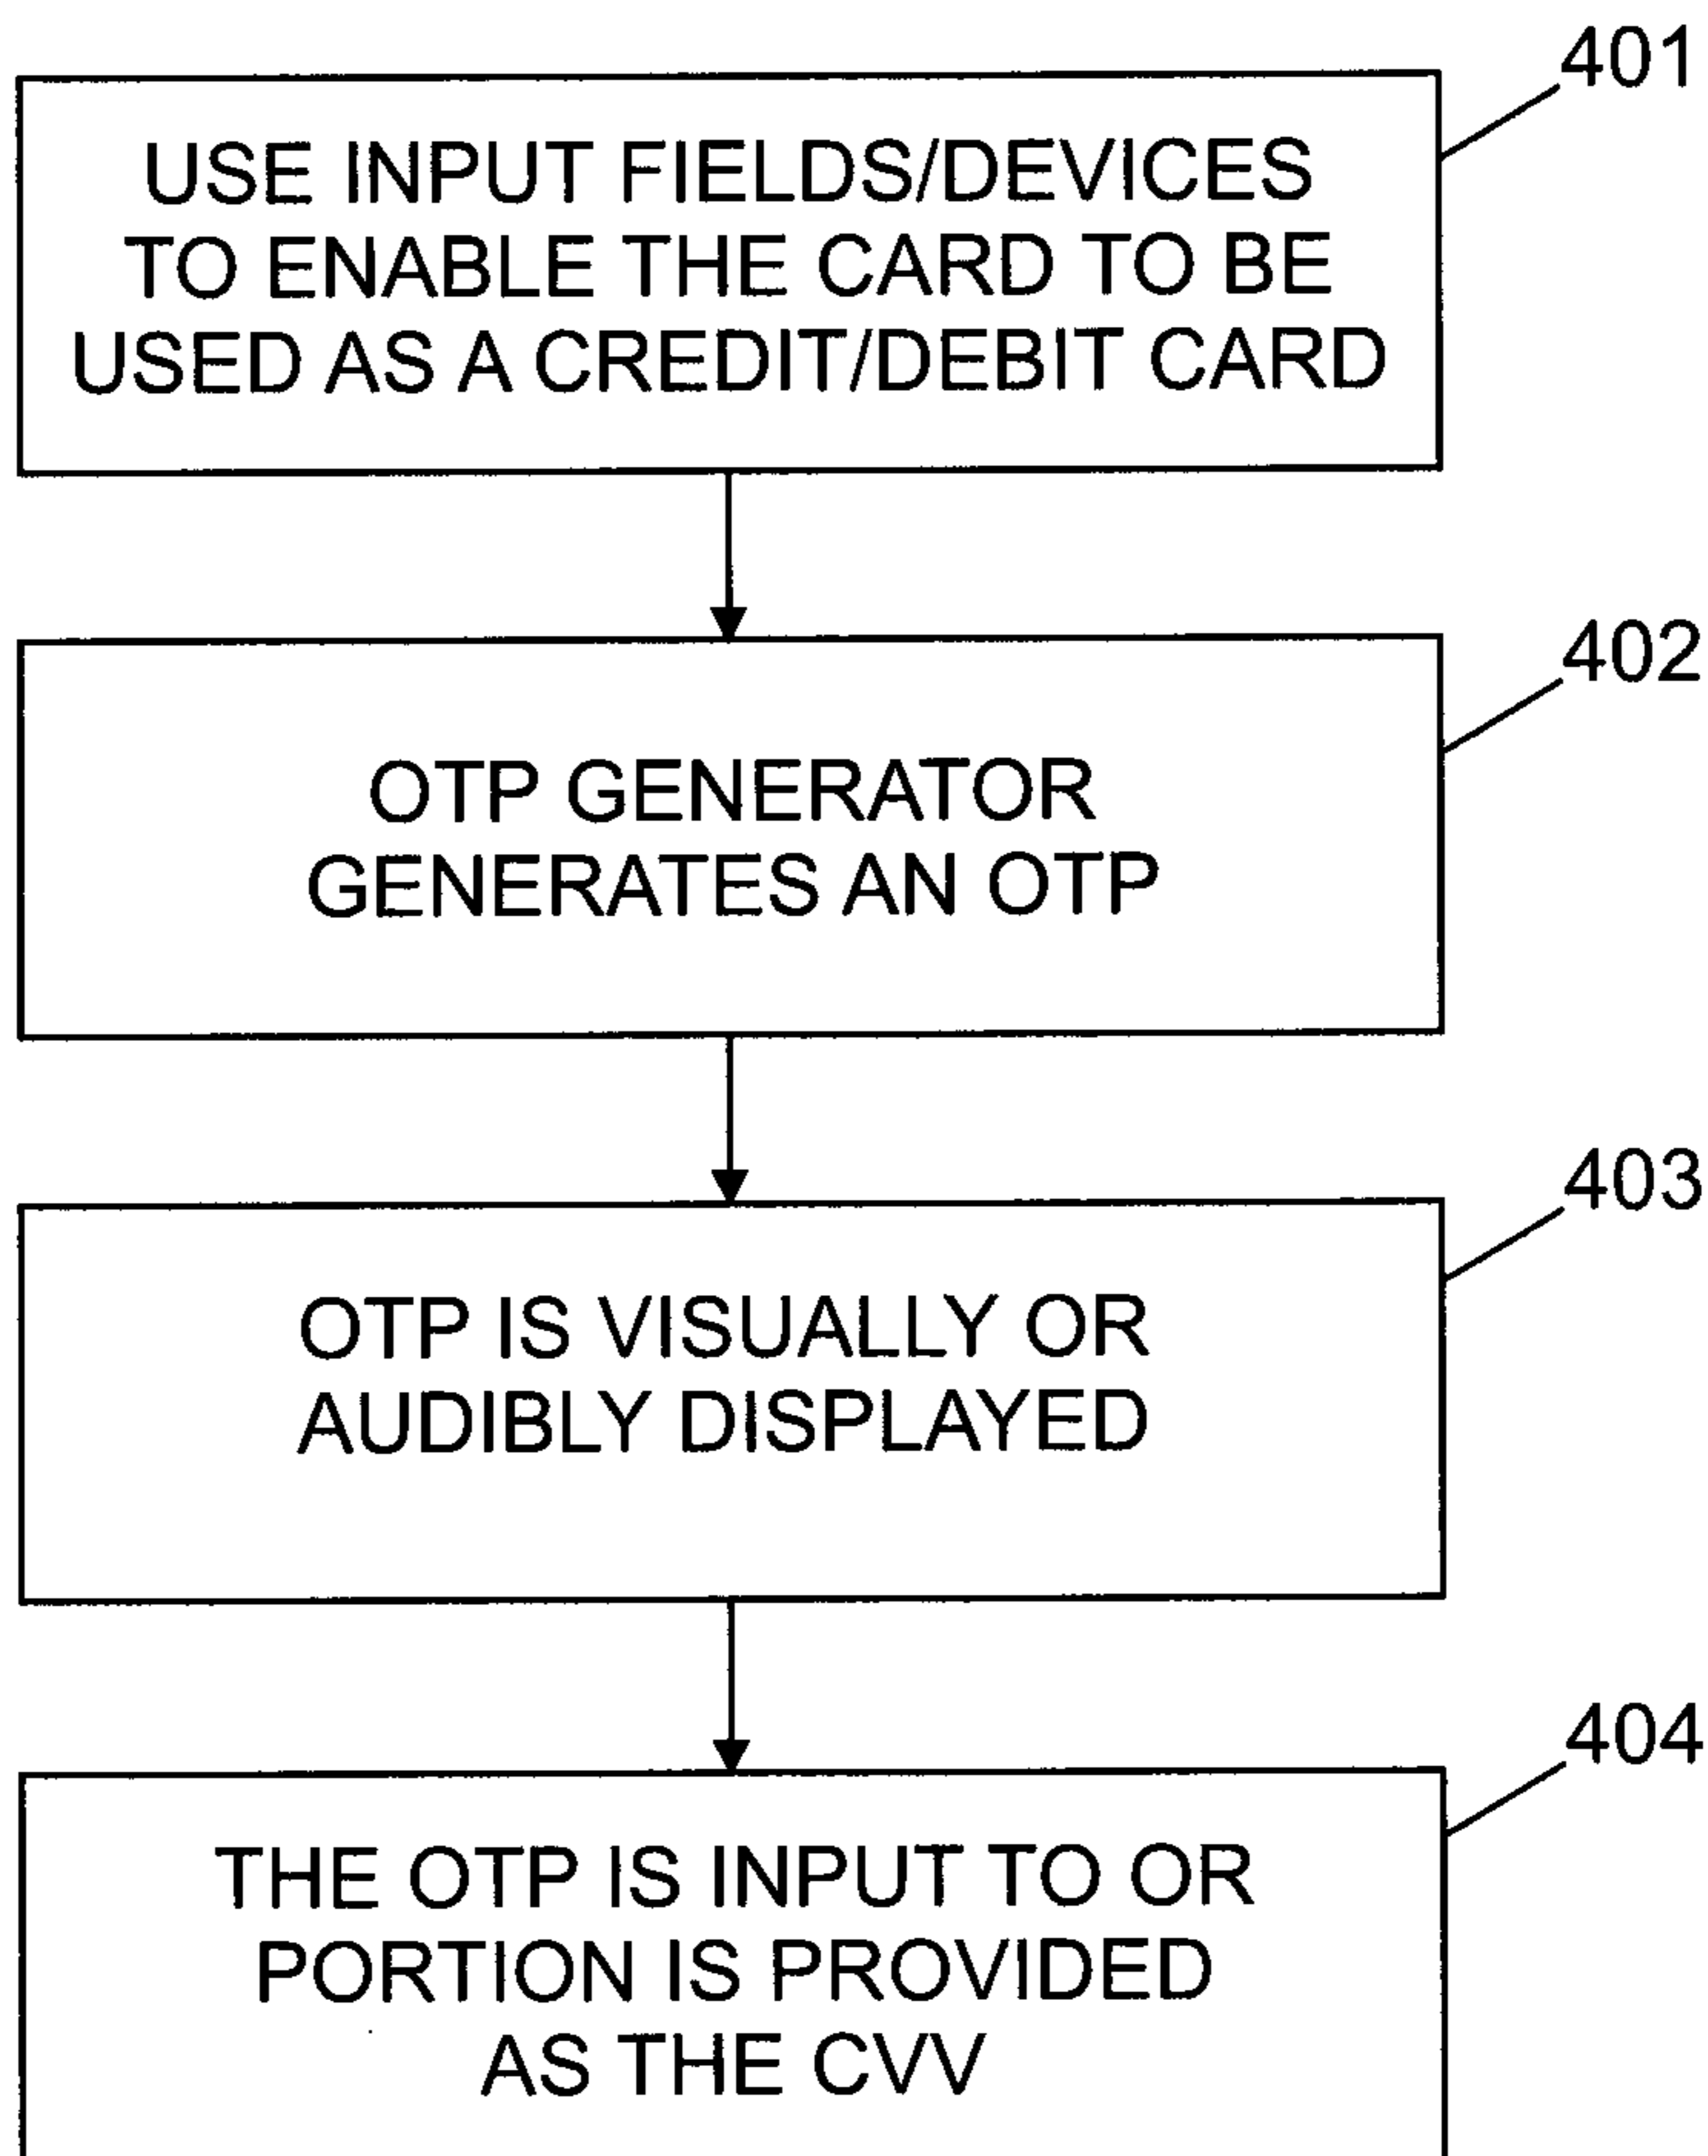 401
USE INPUT FIELDS/DEVICES
TO ENABLE THE CARD TO BE
USED AS A CREDIT/DEBIT CARD
402
OTP GENERATOR
GENERATES AN OTP
403
OTP IS VISUALLY OR
AUDIBLY DISPLAYED
404
THE OTP IS INPUT TO OR
PORTION IS PROVIDED
AS THE CVV